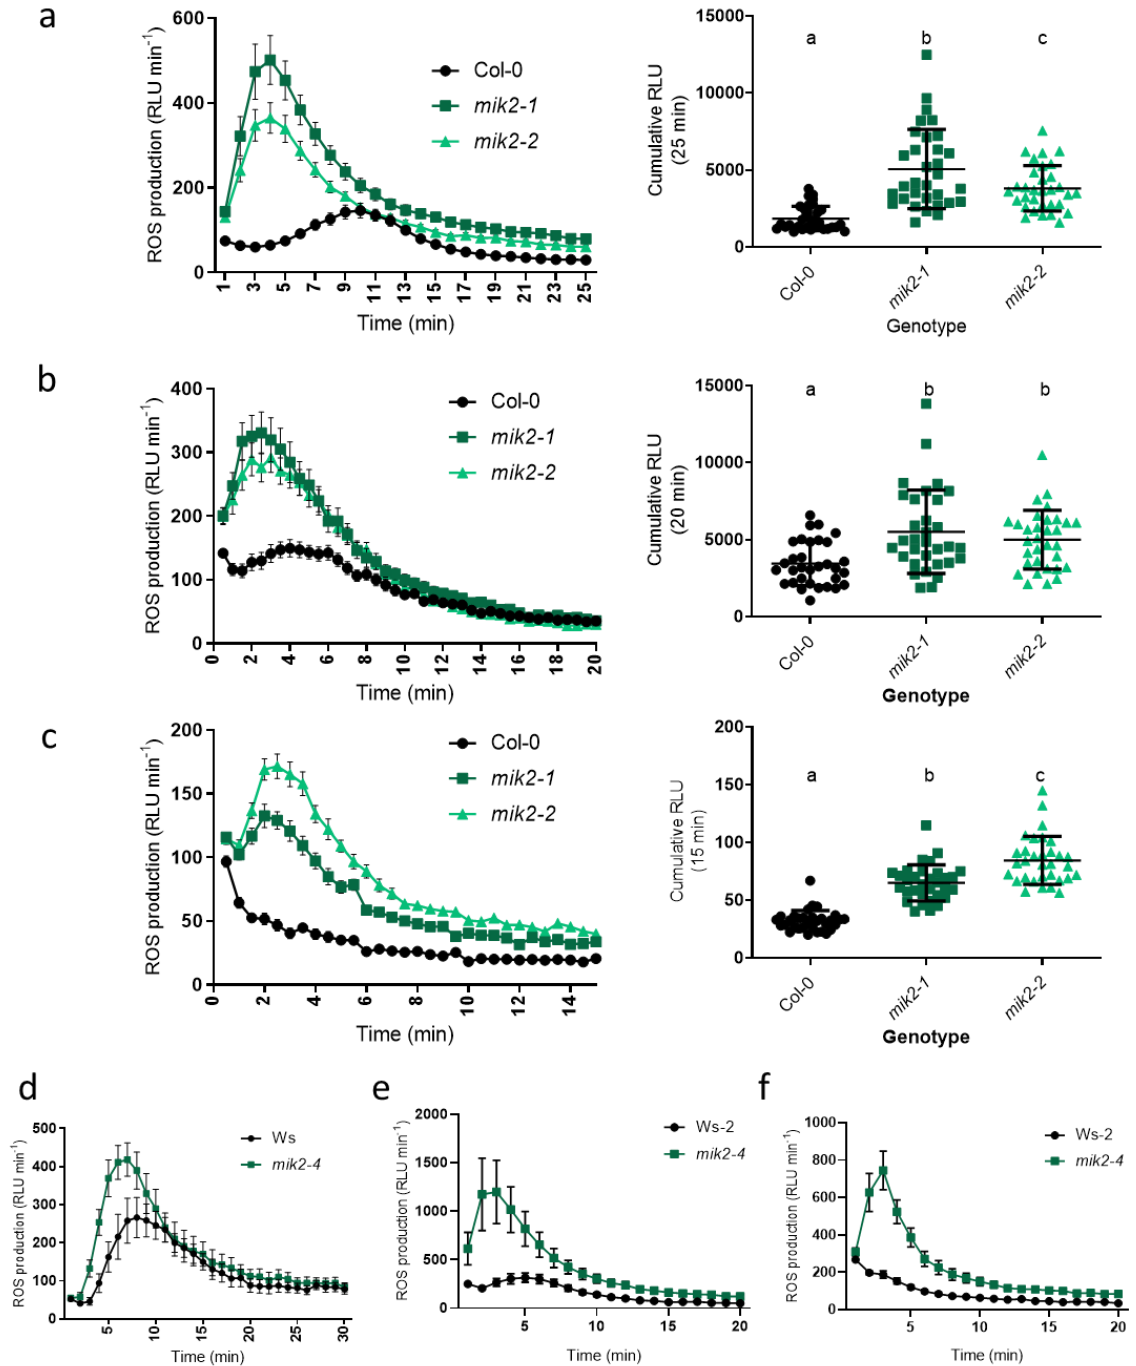 a
600
400
200
0
ROS production (RLU min-1)
Col-0
mik2-1
mik2-2
1 3 5 7 9 11 13 15 17 19 21 23 25
Time (min)
15000
10000
5000
0
Cumulative RLU
(25 min)
a b c
Col-0 mik2-1 mik2-2
Genotype
b
400
300
200
100
0
ROS production (RLU min-1)
Col-0
mik2-1
mik2-2
0 2 4 6 8 10 12 14 16 18 20
Time (min)
15000
10000
5000
0
Cumulative RLU
(20 min)
a b b
Col-0 mik2-1 mik2-2
Genotype
c
200
150
100
50
0
ROS production (RLU min-1)
Col-0
mik2-1
mik2-2
0 2 4 6 8 10 12 14
Time (min)
200
150
100
50
0
Cumulative RLU
(15 min)
a b c
Col-0 mik2-1 mik2-2
Genotype
d
500
400
300
200
100
0
ROS production (RLU min-1)
Ws
mik2-4
5 10 15 20 25 30
Time (min)
e
2000
1500
1000
500
0
ROS production (RLU min-1)
Ws-2
mik2-4
5 10 15 20
Time (min)
f
1000
800
600
400
200
0
ROS production (RLU min-1)
Ws-2
mik2-4
5 10 15 20
Time (min)